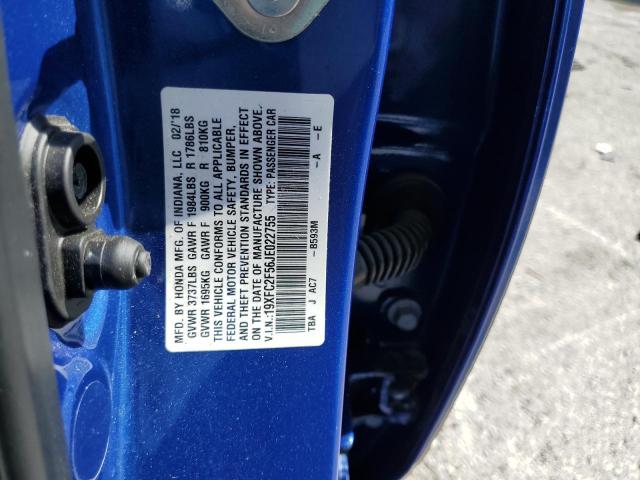 MFD. BY HONDA MFG. OF INDIANA, LLC 02/'18
GVWR 3737LBS GAWR F 1984LBS R 1786LBS
GVWR 1695KG GAWR F 900KG R 810KG
THIS VEHICLE CONFORMS TO ALL APPLICABLE
FEDERAL MOTOR VEHICLE SAFETY, BUMPER,
AND THEFT PREVENTION STANDARDS IN EFFECT
ON THE DATE OF MANUFACTURE SHOWN ABOVE.
V.I.N.:19XFC2F56JE022755 TYPE: PASSENGER CAR
TBA J AC7 -B593M -A -E